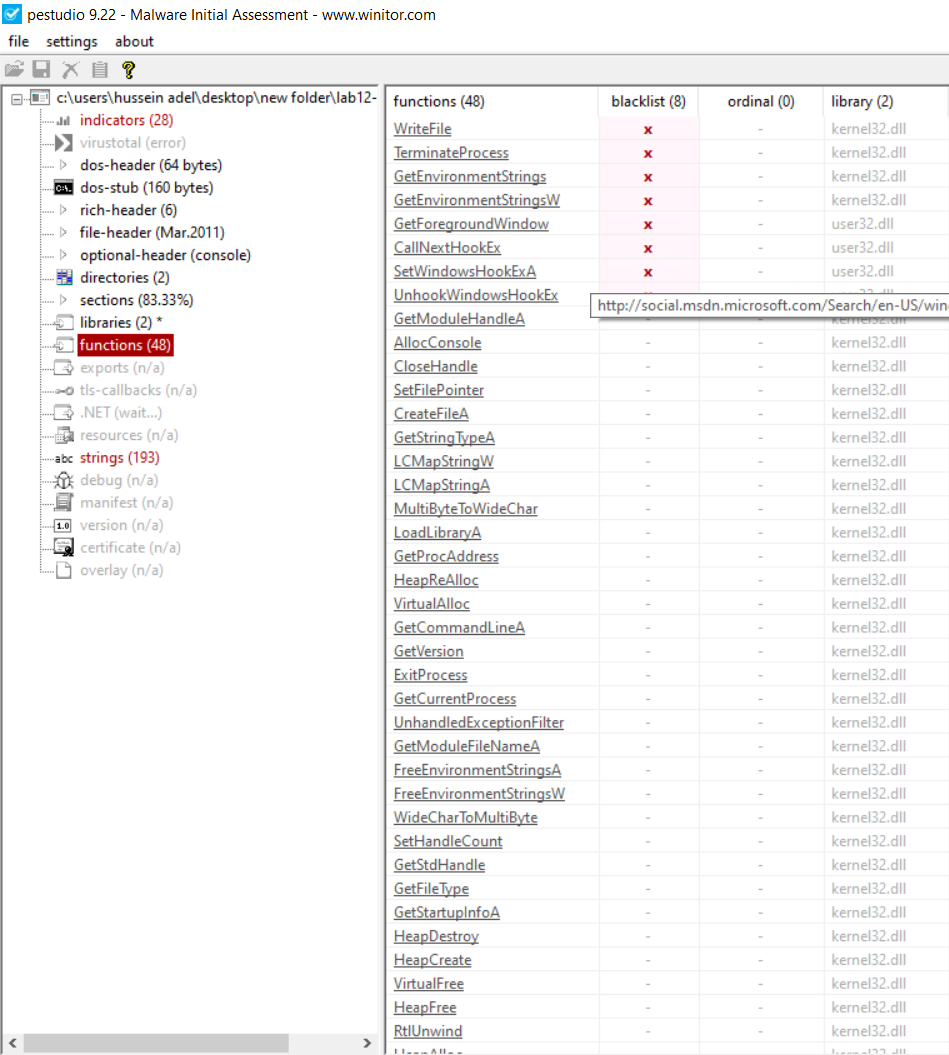 pestudio 9.22 - Malware Initial Assessment - www.winitor.com
file settings about
c:\users\hussein adel\desktop\new folder\lab12-
indicators (28)
virustotal (error)
dos-header (64 bytes)
dos-stub (160 bytes)
rich-header (6)
file-header (Mar.2011)
optional-header (console)
directories (2)
sections (83.33%)
libraries (2) *
functions (48)
exports (n/a)
tls-callbacks (n/a)
.NET (wait...)
resources (n/a)
abc strings (193)
debug (n/a)
manifest (n/a)
1.0 version (n/a)
certificate (n/a)
overlay (n/a)
functions (48) blacklist (8) ordinal (0) library (2)
WriteFile x - kernel32.dll
TerminateProcess x - kernel32.dll
GetEnvironmentStrings x - kernel32.dll
GetEnvironmentStringsW x - kernel32.dll
GetForegroundWindow x - user32.dll
CallNextHookEx x - user32.dll
SetWindowsHookExA x - user32.dll
UnhookWindowsHookEx
http://social.msdn.microsoft.com/Search/en-US/win
GetModuleHandleA - - kernel32.dll
AllocConsole - - kernel32.dll
CloseHandle - - kernel32.dll
SetFilePointer - - kernel32.dll
CreateFileA - - kernel32.dll
GetStringTypeA - - kernel32.dll
LCMapStringW - - kernel32.dll
LCMapStringA - - kernel32.dll
MultiByteToWideChar - - kernel32.dll
LoadLibraryA - - kernel32.dll
GetProcAddress - - kernel32.dll
HeapReAlloc - - kernel32.dll
VirtualAlloc - - kernel32.dll
GetCommandLineA - - kernel32.dll
GetVersion - - kernel32.dll
ExitProcess - - kernel32.dll
GetCurrentProcess - - kernel32.dll
UnhandledExceptionFilter - - kernel32.dll
GetModuleFileNameA - - kernel32.dll
FreeEnvironmentStringsA - - kernel32.dll
FreeEnvironmentStringsW - - kernel32.dll
WideCharToMultiByte - - kernel32.dll
SetHandleCount - - kernel32.dll
GetStdHandle - - kernel32.dll
GetFileType - - kernel32.dll
GetStartupInfoA - - kernel32.dll
HeapDestroy - - kernel32.dll
HeapCreate - - kernel32.dll
VirtualFree - - kernel32.dll
HeapFree - - kernel32.dll
RtlUnwind - - kernel32.dll